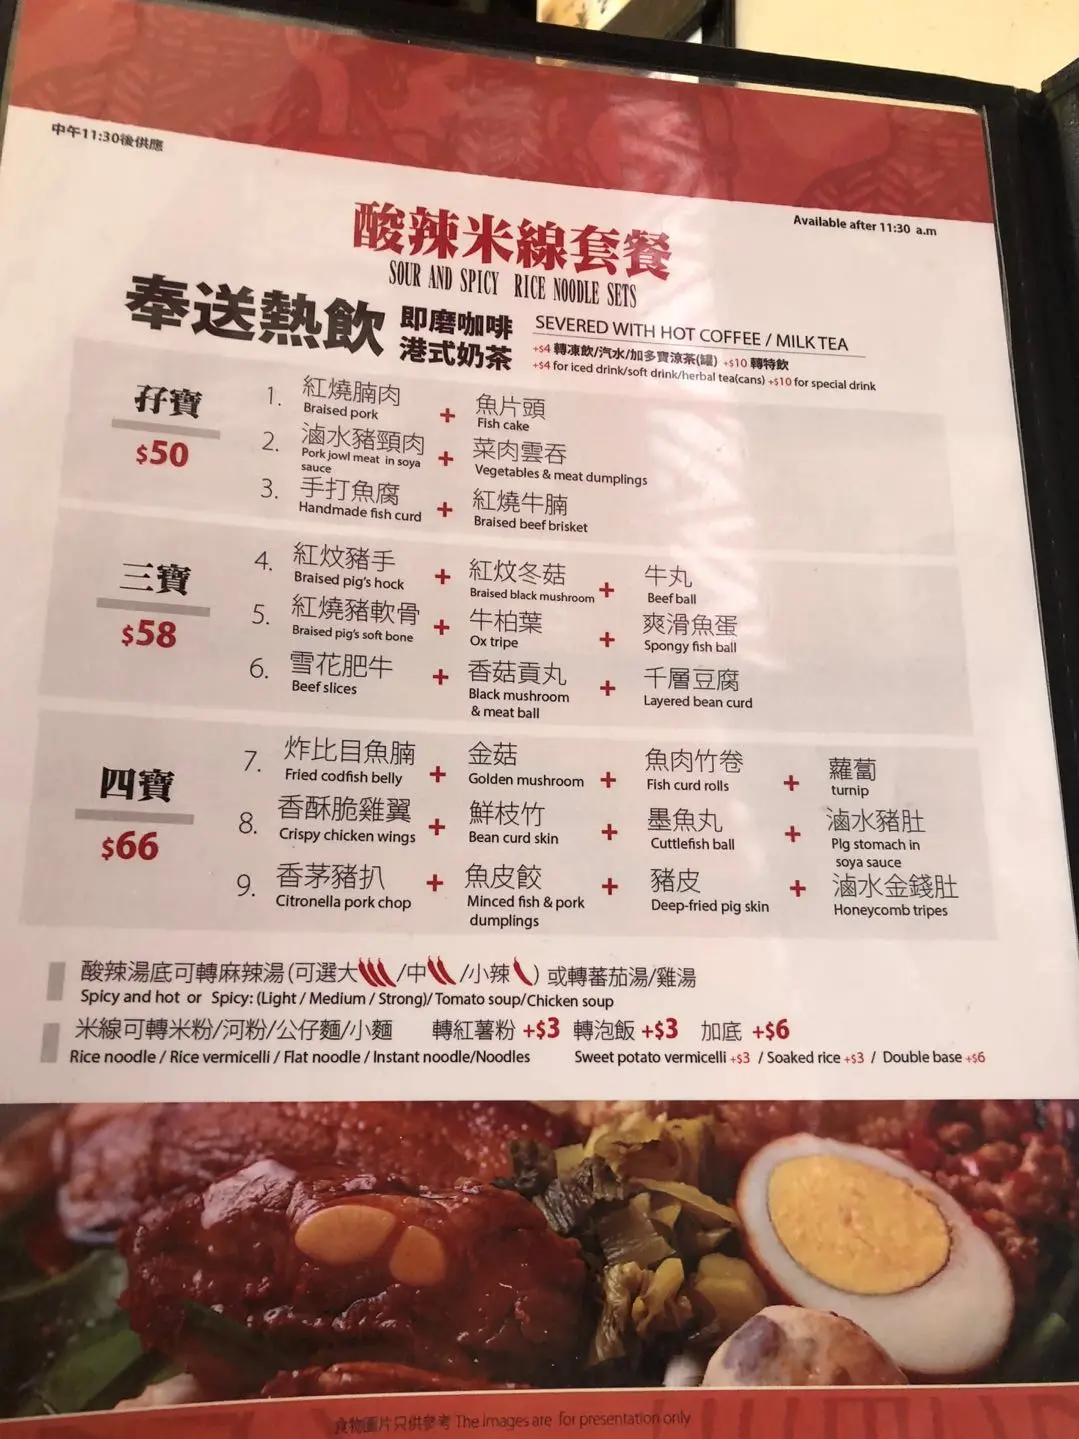 中午11:30後供應
Available after 11:30 a.m
酸辣米線套餐
SOUR AND SPICY RICE NOODLE SETS
奉送熱飲 即磨咖啡 港式奶茶
SEVERED WITH HOT COFFEE / MILK TEA
+$4 轉凍飲/汽水/加多寶涼茶(罐) +$10 轉特飲
+$4 for iced drink/soft drink/herbal tea(cans) +$10 for special drink
孖寶
$50
1. 紅燒腩肉 + 魚片頭
Braised pork Fish cake
2. 滷水豬頸肉 + 菜肉雲吞
Pork jowl meat in soya Vegetables & meat dumplings
sauce
3. 手打魚腐 + 紅燒牛腩
Handmade fish curd Braised beef brisket
三寶
$58
4. 紅炆豬手 + 紅炆冬菇 + 牛丸
Braised pig's hock Braised black mushroom Beef ball
5. 紅燒豬軟骨 + 牛柏葉 + 爽滑魚蛋
Braised pig's soft bone Ox tripe Spongy fish ball
6. 雪花肥牛 + 香菇貢丸 + 千層豆腐
Beef slices Black mushroom Layered bean curd
& meat ball
四寶
$66
7. 炸比目魚腩 + 金菇 + 魚肉竹卷 + 蘿蔔
Fried codfish belly Golden mushroom Fish curd rolls turnip
8. 香酥脆雞翼 + 鮮枝竹 + 墨魚丸 + 滷水豬肚
Crispy chicken wings Bean curd skin Cuttlefish ball Pig stomach in
soya sauce
9. 香茅豬扒 + 魚皮餃 + 豬皮 + 滷水金錢肚
Citronella pork chop Minced fish & pork Deep-fried pig skin Honeycomb tripes
dumplings
酸辣湯底可轉麻辣湯(可選大/中/小辣) 或轉蕃茄湯/雞湯
Spicy and hot or Spicy: (Light / Medium / Strong)/ Tomato soup/Chicken soup
米線可轉米粉/河粉/公仔麵/小麵 轉紅薯粉 +$3 轉泡飯 +$3 加底 +$6
Rice noodle / Rice vermicelli / Flat noodle / Instant noodle/Noodles Sweet potato vermicelli +$3 / Soaked rice +$3 / Double base +$6
食物圖片只供參考 The images are for presentation only